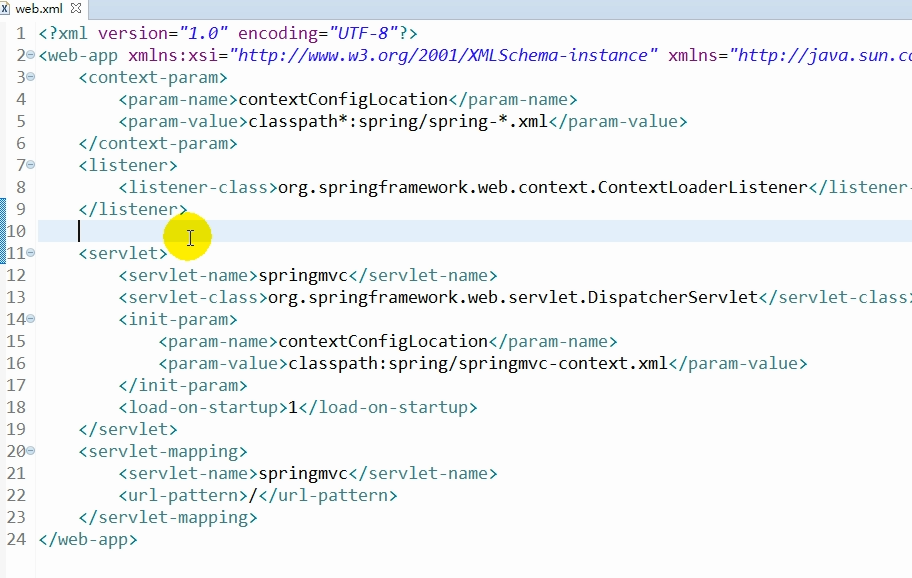 web.xml
1 <?xml version="1.0" encoding="UTF-8"?>
2 <web-app xmlns:xsi="http://www.w3.org/2001/XMLSchema-instance" xmlns="http://java.sun.co
3 <context-param>
4 <param-name>contextConfigLocation</param-name>
5 <param-value>classpath*:spring/spring-*.xml</param-value>
6 </context-param>
7 <listener>
8 <listener-class>org.springframework.web.context.ContextLoaderListener</listener-
9 </listener>
10
11 <servlet>
12 <servlet-name>springmvc</servlet-name>
13 <servlet-class>org.springframework.web.servlet.DispatcherServlet</servlet-class>
14 <init-param>
15 <param-name>contextConfigLocation</param-name>
16 <param-value>classpath:spring/springmvc-context.xml</param-value>
17 </init-param>
18 <load-on-startup>1</load-on-startup>
19 </servlet>
20 <servlet-mapping>
21 <servlet-name>springmvc</servlet-name>
22 <url-pattern>/</url-pattern>
23 </servlet-mapping>
24 </web-app>